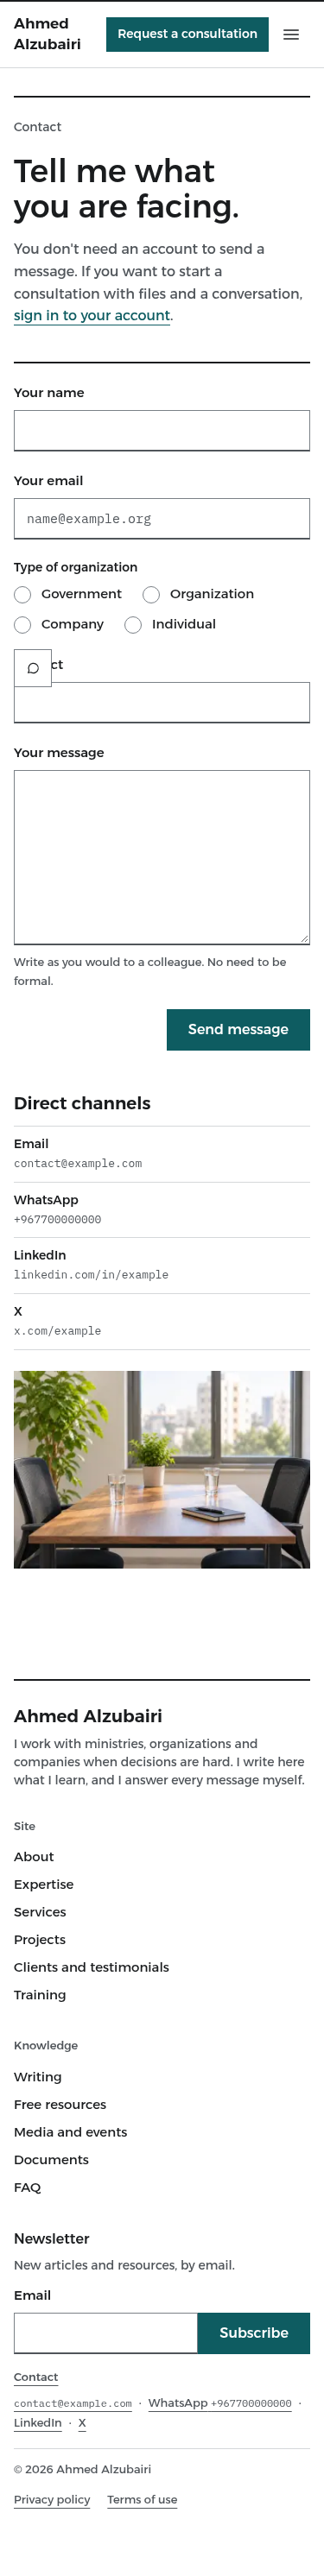 Ahmed
Alzubairi
Request a consultation
Contact
Tell me what
you are facing.
You don't need an account to send a
message. If you want to start a
consultation with files and a conversation,
sign in to your account.
Your name
Your email
name@example.org
Type of organization
Government
Organization
Company
Individual
ct
Your message
Write as you would to a colleague. No need to be
formal.
Send message
Direct channels
Email
contact@example.com
WhatsApp
+967700000000
LinkedIn
linkedin.com/in/example
X
x.com/example
Ahmed Alzubairi
I work with ministries, organizations and
companies when decisions are hard. I write here
what I learn, and I answer every message myself.
Site
About
Expertise
Services
Projects
Clients and testimonials
Training
Knowledge
Writing
Free resources
Media and events
Documents
FAQ
Newsletter
New articles and resources, by email.
Email
Subscribe
Contact
contact@example.com · WhatsApp +967700000000 ·
LinkedIn · X
© 2026 Ahmed Alzubairi
Privacy policy Terms of use